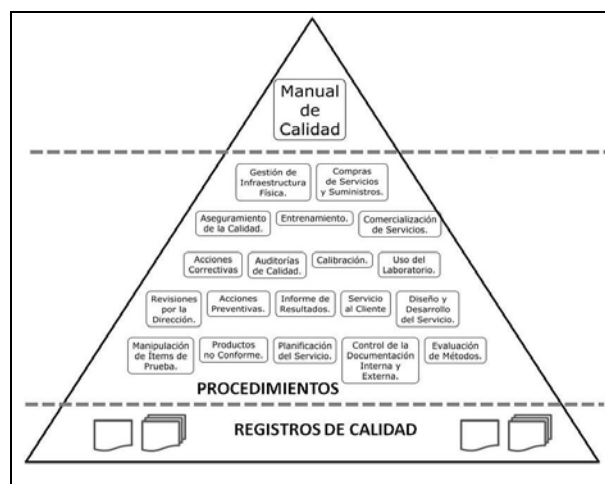 Manual
de
Calidad
Gestión de
Infraestructura
Física.
Compras
de Servicios
y Suministros.
Aseguramiento
de la Calidad.
Entrenamiento.
Comercialización
de Servicios.
Acciones
Correctivas
Auditorías
de Calidad.
Calibración.
Uso del
Laboratorio.
Revisiones
por la
Dirección.
Acciones
Preventivas.
Informe de
Resultados.
Servicio
al Cliente
Diseño y
Desarrollo
del Servicio.
Manipulación
de Ítems de
Prueba.
Productos
no Conforme.
Planificación
del Servicio.
Control de la
Documentación
Interna y
Externa.
Evaluación
de Métodos.
PROCEDIMIENTOS
REGISTROS DE CALIDAD